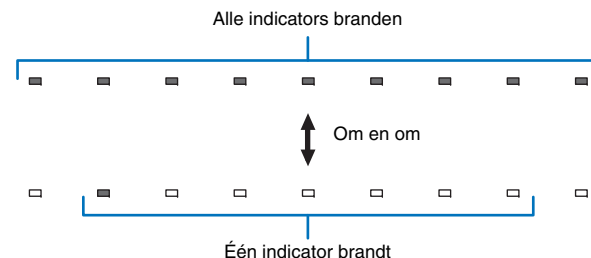 Alle indicators branden
Om en om
Één indicator brandt